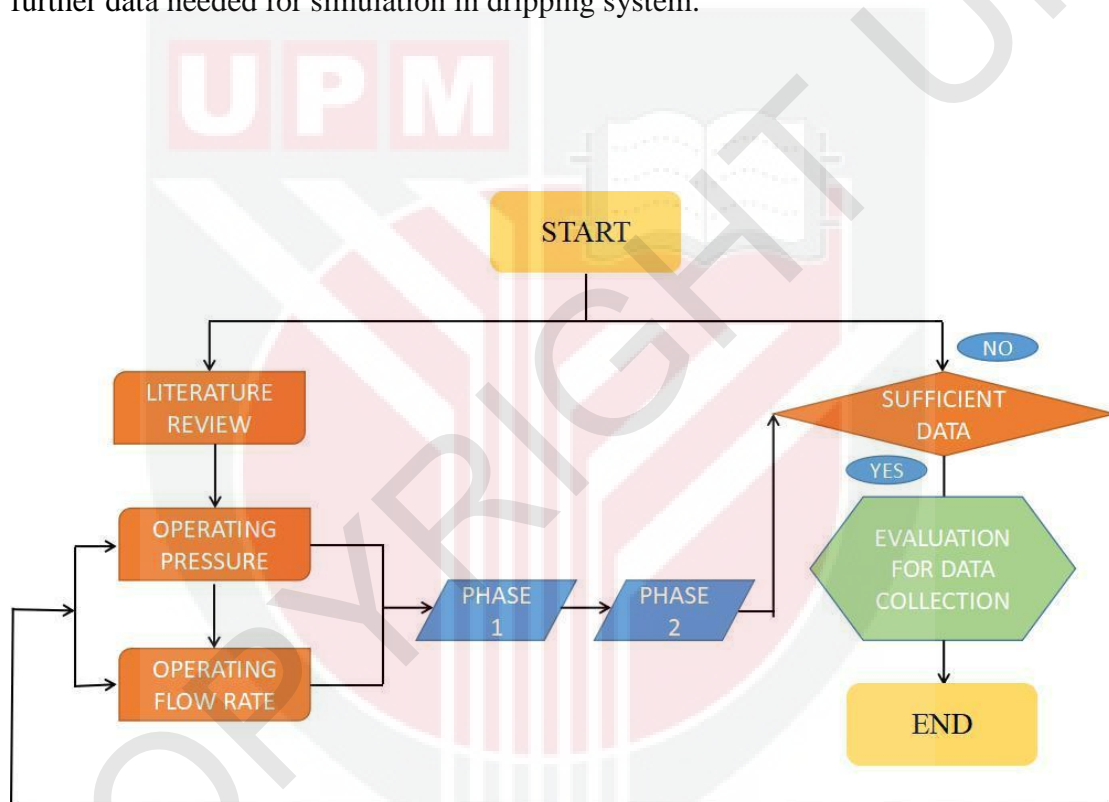 further data needed for simulation in dripping system.
UPM
START
NO
LITERATURE
REVIEW
SUFFICIENT
DATA
YES
OPERATING
PRESSURE
EVALUATION
FOR DATA
COLLECTION
PHASE
1
PHASE
2
OPERATING
FLOW RATE
END
COPYRIGHT U